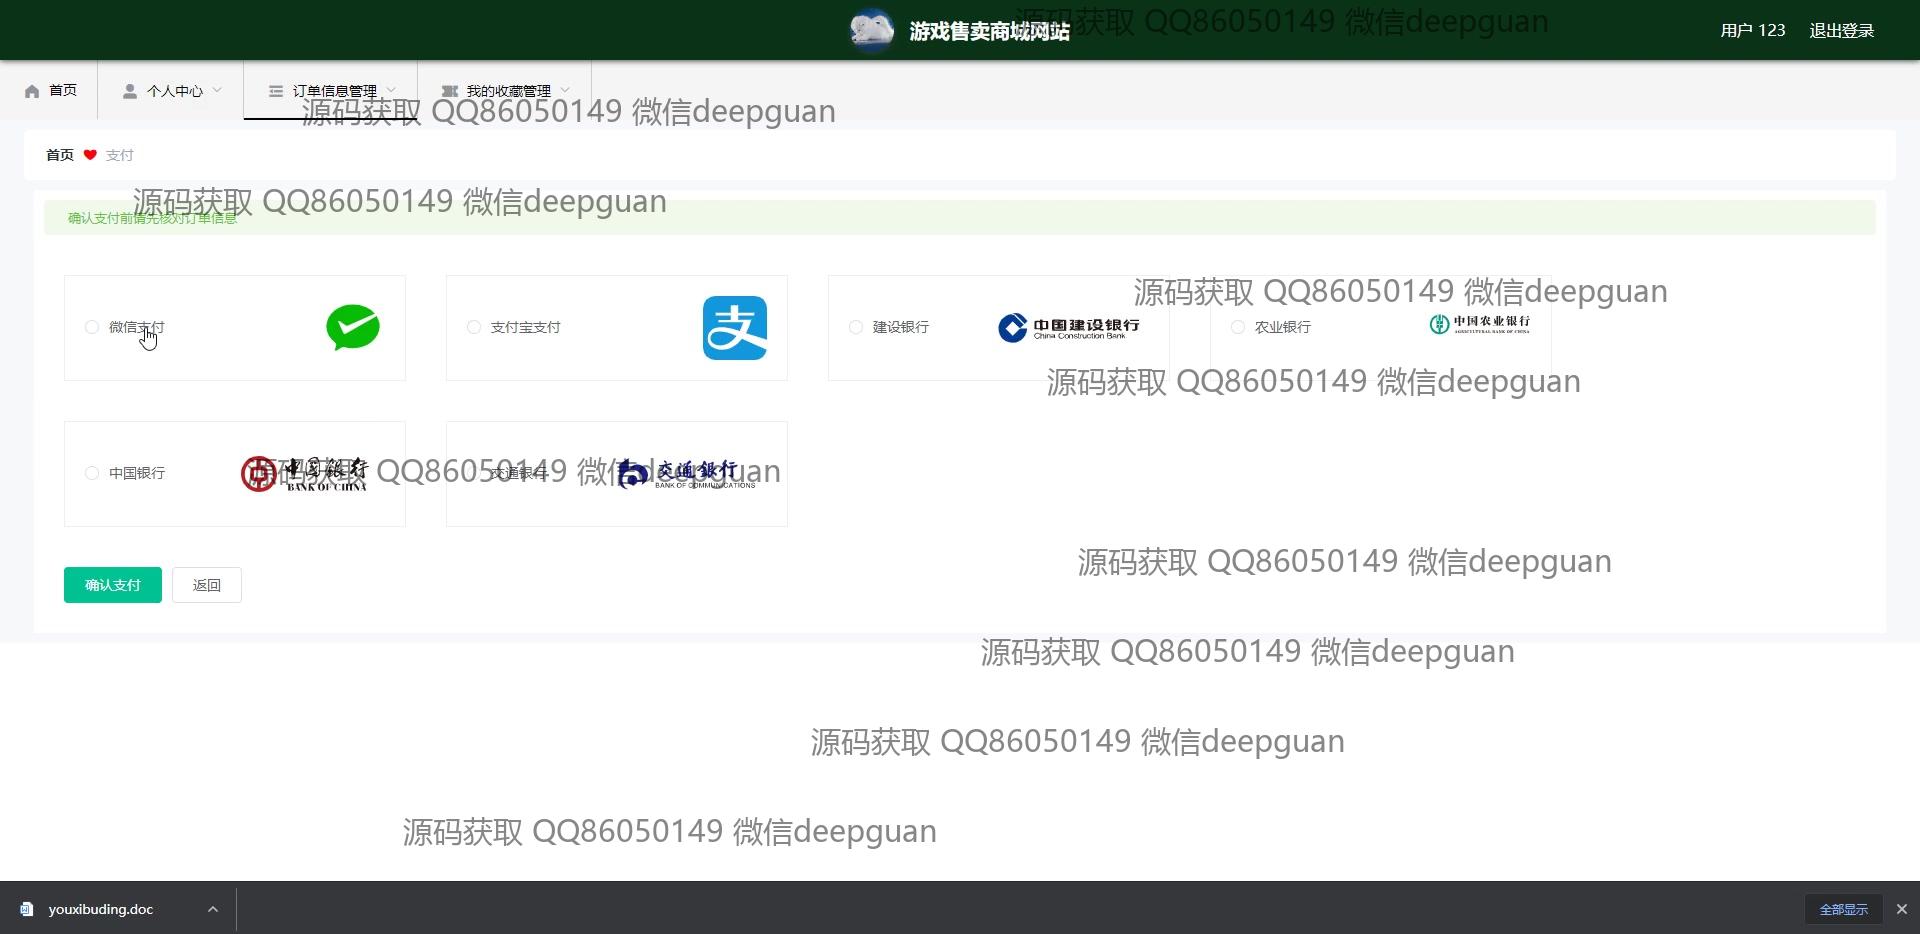 游戏售卖商城网站
源码获取 QQ86050149 微信deepguan
用户 123
退出登录
首页
个人中心
订单信息管理
我的收藏管理
源码获取 QQ86050149 微信deepguan
首页
支付
源码获取 QQ86050149 微信deepguan
确认支付前请先核对订单信息
源码获取 QQ86050149 微信deepguan
微信支付
支付宝支付
支
建设银行
中国建设银行
China Construction Bank
农业银行
中国农业银行
AGRICULTURAL BANK OF CHINA
源码获取 QQ86050149 微信deepguan
中国银行
中国銀行
BANK OF CHINA
源码获取 QQ86050149 微信deepguan
交通银行
交通銀行
BANK OF COMMUNICATIONS
源码获取 QQ86050149 微信deepguan
确认支付
返回
源码获取 QQ86050149 微信deepguan
源码获取 QQ86050149 微信deepguan
源码获取 QQ86050149 微信deepguan
youxibuding.doc
全部显示